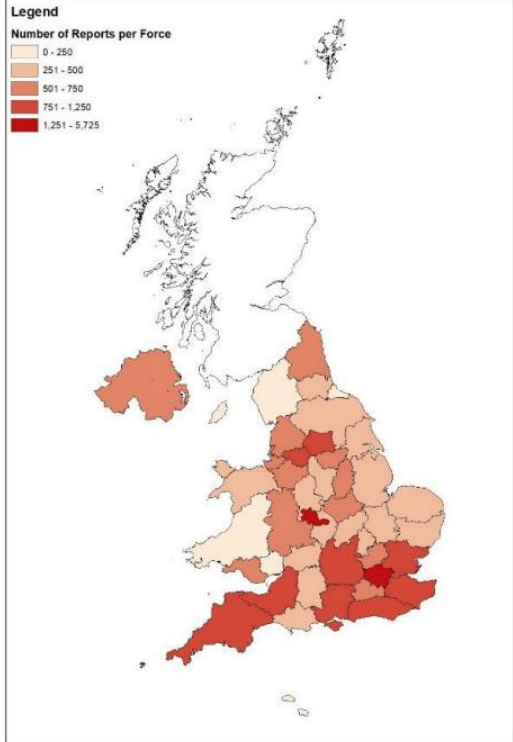 Legend
Number of Reports per Force
0 - 250
251 - 500
501 - 750
751 - 1,250
1,251 - 5,725